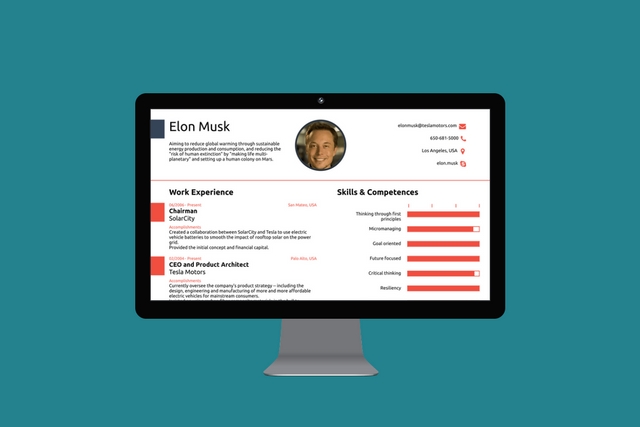 Elon Musk
Aiming to reduce global warming through sustainable
energy production and consumption, and reducing the
"risk of human extinction" by "making life multi-
planetary" and setting up a human colony on Mars.
elonmusk@teslamotors.com
650-681-5000
Los Angeles, USA
elon.musk
Work Experience
06/2006 - Present
San Mateo, USA
Chairman
SolarCity
Accomplishments
Created a collaboration between SolarCity and Tesla to use electric
vehicle batteries to smooth the impact of rooftop solar on the power
grid.
Provided the initial concept and financial capital.
02/2004 - Present
Palo Alto, USA
CEO and Product Architect
Tesla Motors
Accomplishments
Currently oversee the company's product strategy -- including the
design, engineering and manufacturing of more and more affordable
electric vehicles for mainstream consumers.
Skills & Competences
Thinking through first
principles
Micromanaging
Goal oriented
Future focused
Critical thinking
Resiliency